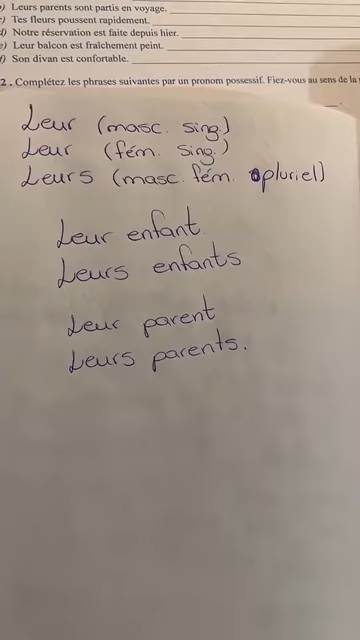 b) Leurs parents sont partis en voyage.
c) Tes fleurs poussent rapidement.
d) Notre réservation est faite depuis hier.
e) Leur balcon est fraîchement peint.
f) Son divan est confortable.
2. Complétez les phrases suivantes par un pronom possessif. Fiez-vous au sens de la
Leur (masc. sing.)
Leur (fém. sing.)
Leurs (masc. fém. pluriel)
Leur enfant.
Leurs enfants
Leur parent
Leurs parents.